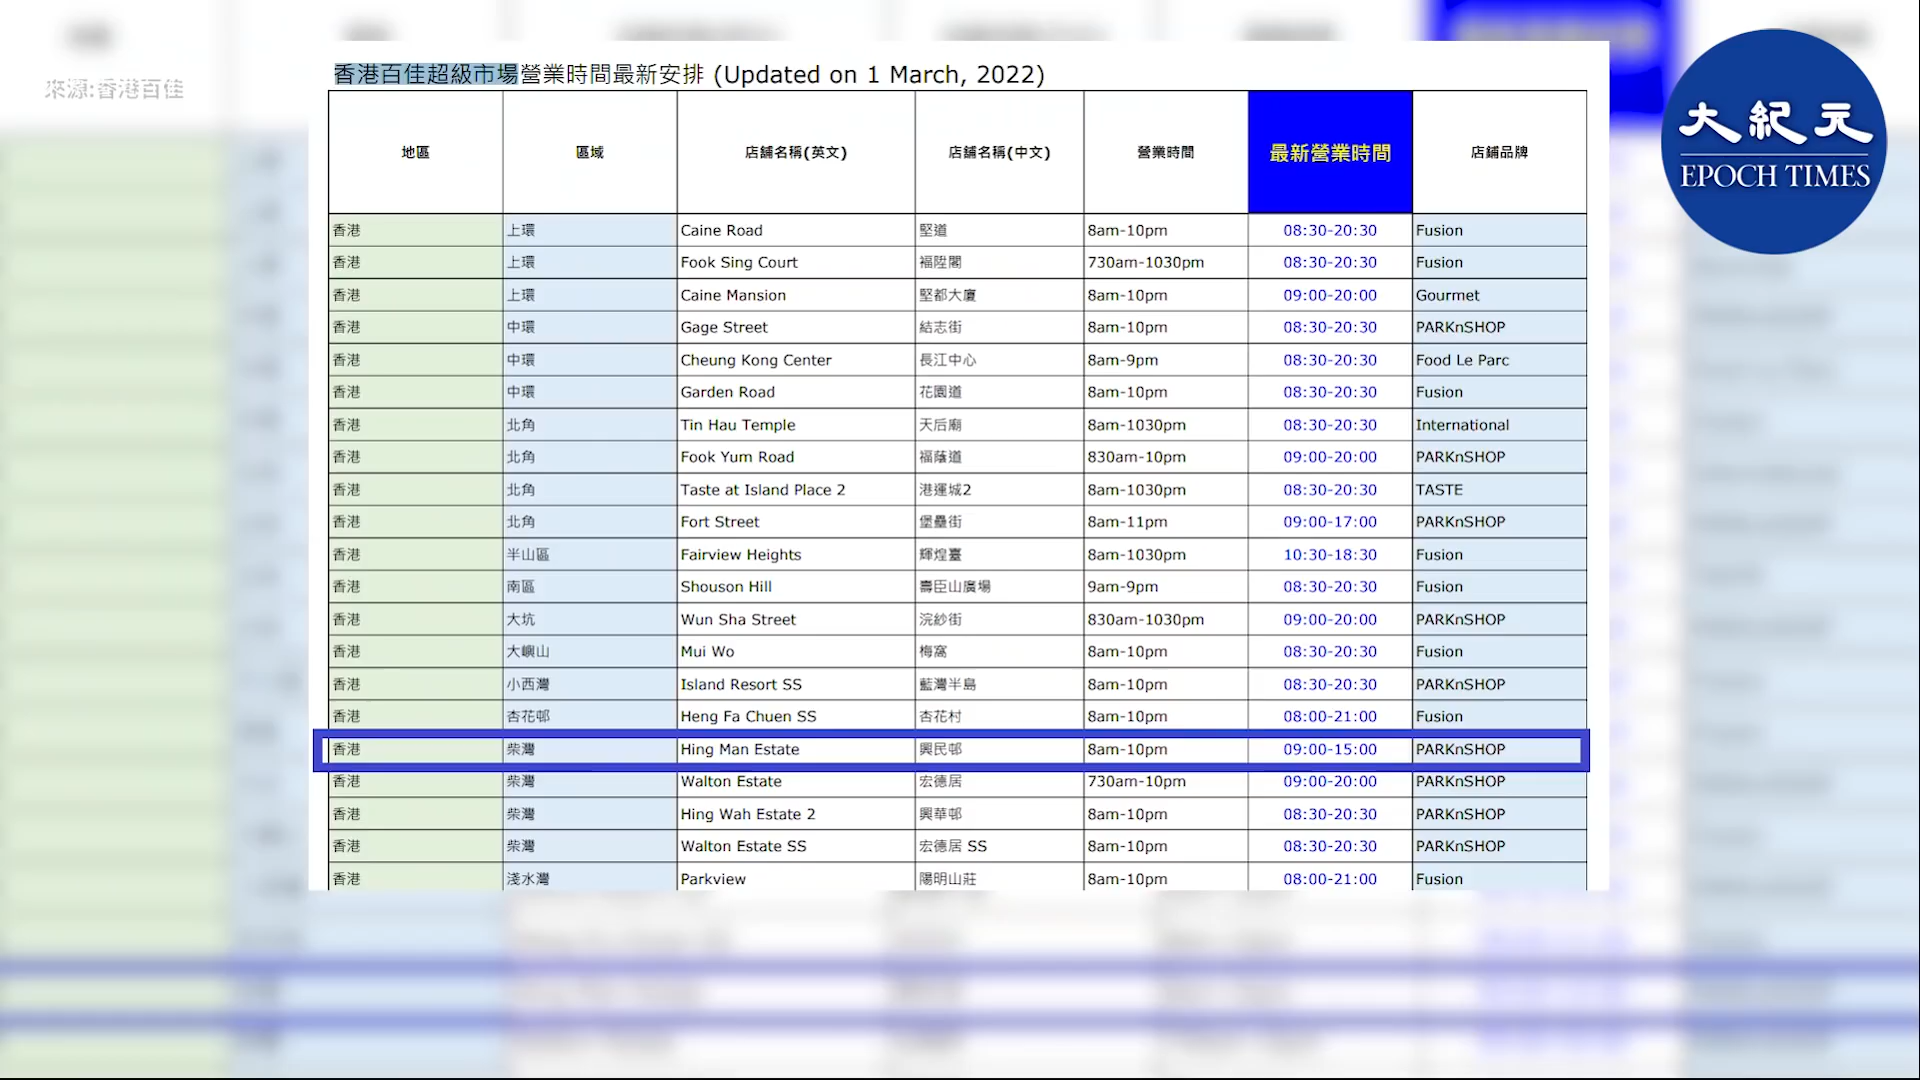 香港百佳超級市場營業時間最新安排 (Updated on 1 March, 2022)
來源:香港百佳
大紀元
EPOCH TIMES
地區 區域 店舖名稱(英文) 店舖名稱(中文) 營業時間 最新營業時間 店鋪品牌
香港 上環 Caine Road 堅道 8am-10pm 08:30-20:30 Fusion
香港 上環 Fook Sing Court 福陞閣 730am-1030pm 08:30-20:30 Fusion
香港 上環 Caine Mansion 堅都大廈 8am-10pm 09:00-20:00 Gourmet
香港 中環 Gage Street 結志街 8am-10pm 08:30-20:30 PARKnSHOP
香港 中環 Cheung Kong Center 長江中心 8am-9pm 08:30-20:30 Food Le Parc
香港 中環 Garden Road 花園道 8am-10pm 08:30-20:30 Fusion
香港 北角 Tin Hau Temple 天后廟 8am-1030pm 08:30-20:30 International
香港 北角 Fook Yum Road 福蔭道 830am-10pm 09:00-20:00 PARKnSHOP
香港 北角 Taste at Island Place 2 港運城2 8am-1030pm 08:30-20:30 TASTE
香港 北角 Fort Street 堡壘街 8am-11pm 09:00-17:00 PARKnSHOP
香港 半山區 Fairview Heights 輝煌臺 8am-1030pm 10:30-18:30 Fusion
香港 南區 Shouson Hill 壽臣山廣場 9am-9pm 08:30-20:30 Fusion
香港 大坑 Wun Sha Street 浣紗街 830am-1030pm 09:00-20:00 PARKnSHOP
香港 大嶼山 Mui Wo 梅窩 8am-10pm 08:30-20:30 Fusion
香港 小西灣 Island Resort SS 藍灣半島 8am-10pm 08:30-20:30 PARKnSHOP
香港 杏花邨 Heng Fa Chuen SS 杏花村 8am-10pm 08:00-21:00 Fusion
香港 柴灣 Hing Man Estate 興民邨 8am-10pm 09:00-15:00 PARKnSHOP
香港 柴灣 Walton Estate 宏德居 730am-10pm 09:00-20:00 PARKnSHOP
香港 柴灣 Hing Wah Estate 2 興華邨 8am-10pm 08:30-20:30 PARKnSHOP
香港 柴灣 Walton Estate SS 宏德居 SS 8am-10pm 08:30-20:30 PARKnSHOP
香港 淺水灣 Parkview 陽明山莊 8am-10pm 08:00-21:00 Fusion